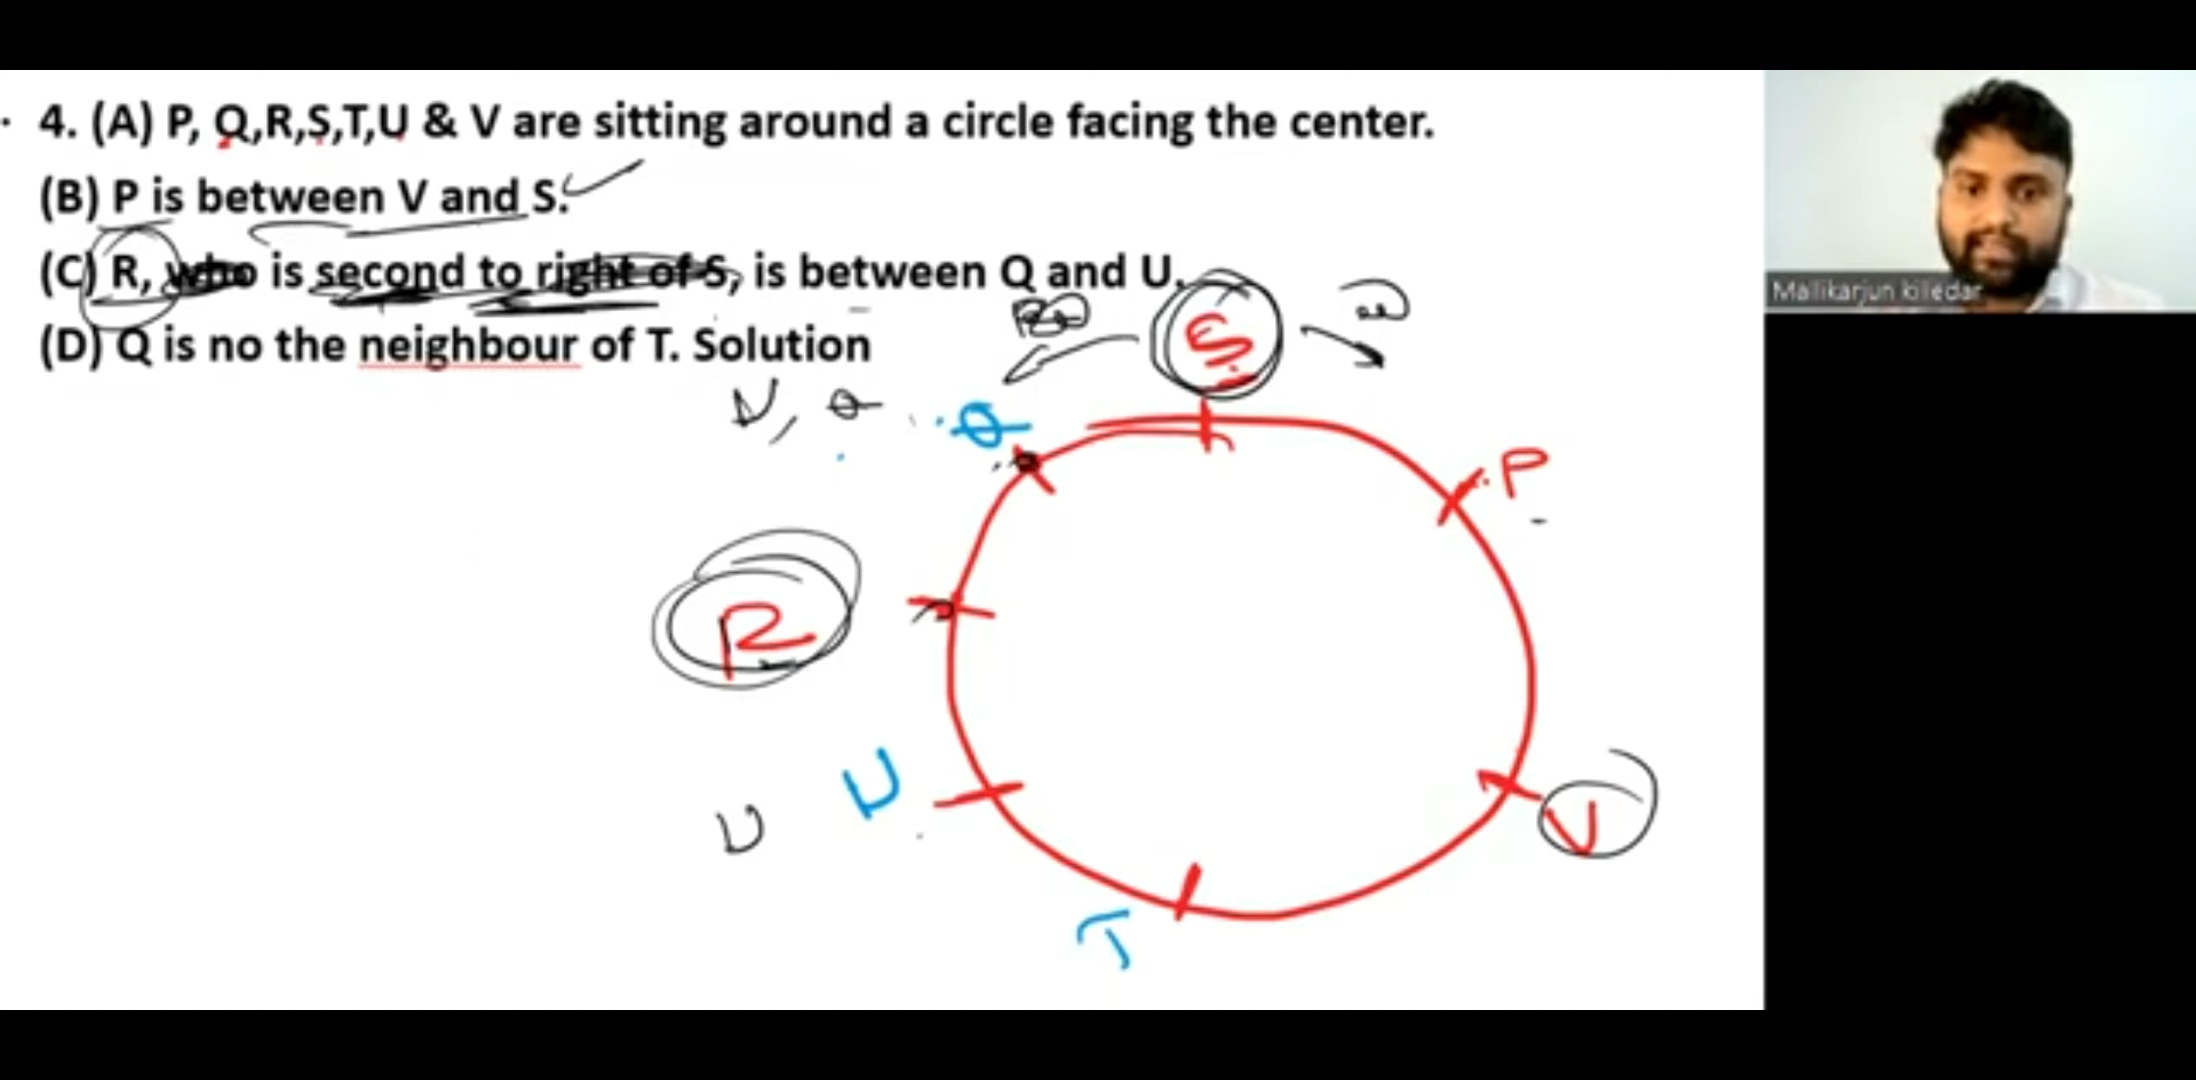 4. (A) P, Q,R,S,T,U & V are sitting around a circle facing the center.
(B) P is between V and S.
(C) R, who is second to right of S, is between Q and U.
(D) Q is no the neighbour of T. Solution
Mallikarjun killedar
S
U, Q
Q
P
R
U
U
V
T